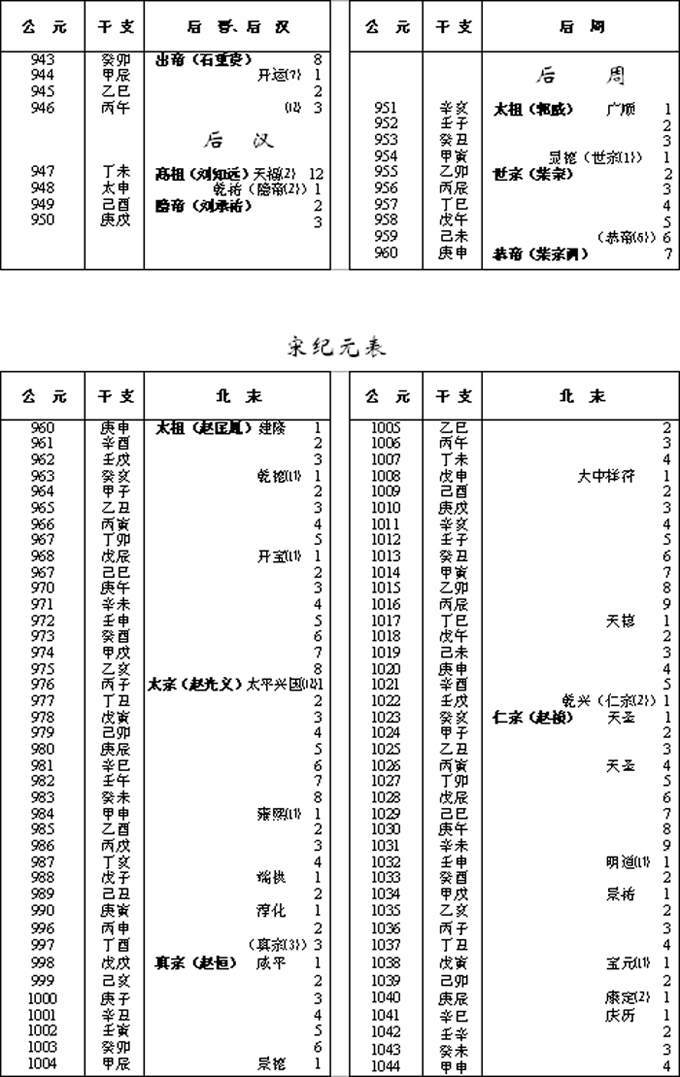 公 元 干支 后 晋、后 汉
943 癸卯 出帝（石重贵） 8
944 甲辰 开运⑺ 1
945 乙巳 2
946 丙午 ⑿ 3
后 汉
947 丁未 高祖（刘知远）天福⑵ 12
948 太申 乾祐（隐帝⑵） 1
949 己酉 隐帝（刘承祐） 2
950 庚戌 3
公 元 干支 后 周
后 周
951 辛亥 太祖（郭威） 广顺 1
952 壬子 2
953 癸丑 3
954 甲寅 显德（世宗⑴） 1
955 乙卯 世宗（柴荣） 2
956 丙辰 3
957 丁巳 4
958 戊午 5
959 己未 （恭帝⑹） 6
960 庚申 恭帝（柴宗训） 7
宋纪元表
公 元 干支 北 末
960 庚申 太祖（赵匡胤）建隆 1
961 辛酉 2
962 壬戌 3
963 癸亥 乾德⑾ 1
964 甲子 2
965 乙丑 3
966 丙寅 4
967 丁卯 5
968 戊辰 开宝⑾ 1
967 己巳 2
970 庚午 3
971 辛未 4
972 壬申 5
973 癸酉 6
974 甲戌 7
975 乙亥 8
976 丙子 太宗（赵光义）太平兴国⑿1
977 丁丑 2
978 戊寅 3
979 己卯 4
980 庚辰 5
981 辛巳 6
982 壬午 7
983 癸未 8
984 甲申 雍熙⑾ 1
985 乙酉 2
986 丙戌 3
987 丁亥 4
988 戊子 端拱 1
989 己丑 2
990 庚寅 淳化 1
996 丙申 2
997 丁酉 （真宗⑶） 3
998 戊戌 真宗（赵恒） 咸平 1
999 己亥 2
1000 庚子 3
1001 辛丑 4
1002 壬寅 5
1003 癸卯 6
1004 甲辰 景德 1
公 元 干支 北 末
1005 乙巳 2
1006 丙午 3
1007 丁未 4
1008 戊申 大中祥符 1
1009 己酉 2
1010 庚戌 3
1011 辛亥 4
1012 壬子 5
1013 癸丑 6
1014 甲寅 7
1015 乙卯 8
1016 丙辰 9
1017 丁巳 天禧 1
1018 戊午 2
1019 己未 3
1020 庚申 4
1021 辛酉 5
1022 壬戌 乾兴（仁宗⑵） 1
1023 癸亥 仁宗（赵祯） 天圣 1
1024 甲子 2
1025 乙丑 3
1026 丙寅 天圣 4
1027 丁卯 5
1028 戊辰 6
1029 己巳 7
1030 庚午 8
1031 辛未 9
1032 壬申 明道⑾ 1
1033 癸酉 2
1034 甲戌 景祐 1
1035 乙亥 2
1036 丙子 3
1037 丁丑 4
1038 戊寅 宝元⑾ 1
1039 己卯 2
1040 庚辰 康定⑵ 1
1041 辛巳 庆历 1
1042 壬辛 2
1043 癸未 3
1044 甲申 4